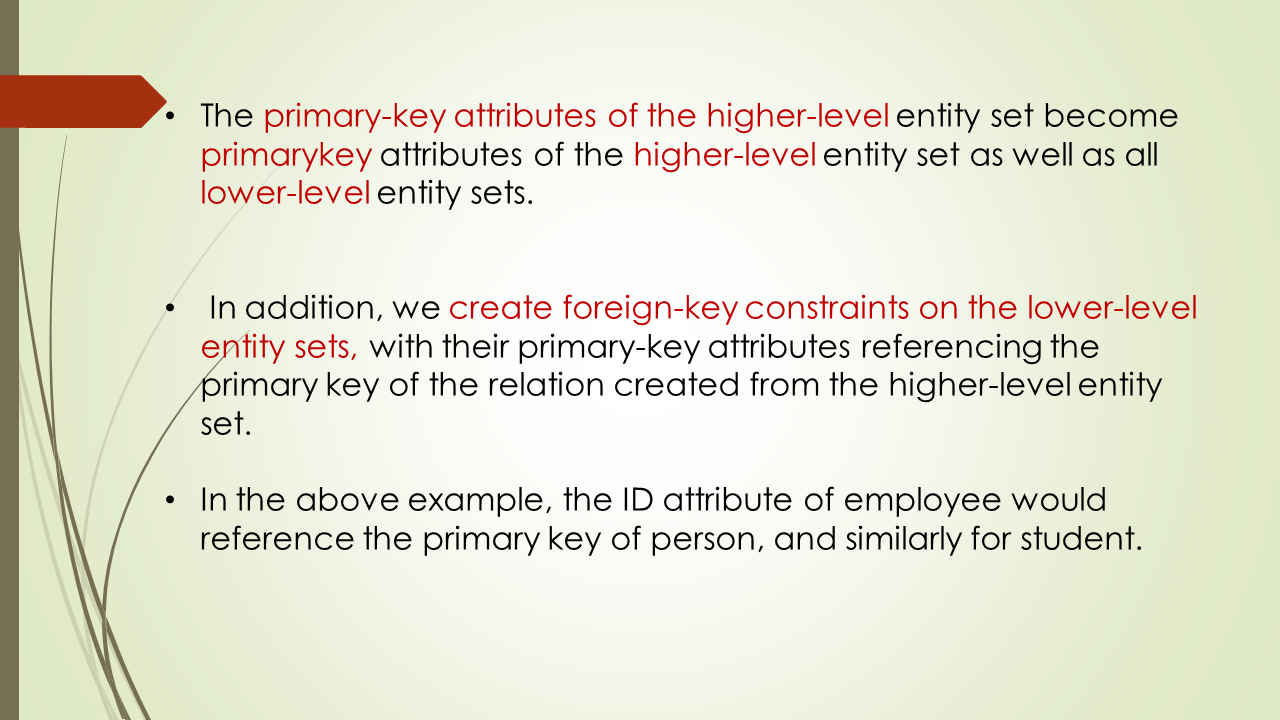 • The primary-key attributes of the higher-level entity set become
primarykey attributes of the higher-level entity set as well as all
lower-level entity sets.
• In addition, we create foreign-key constraints on the lower-level
entity sets, with their primary-key attributes referencing the
primary key of the relation created from the higher-level entity
set.
• In the above example, the ID attribute of employee would
reference the primary key of person, and similarly for student.